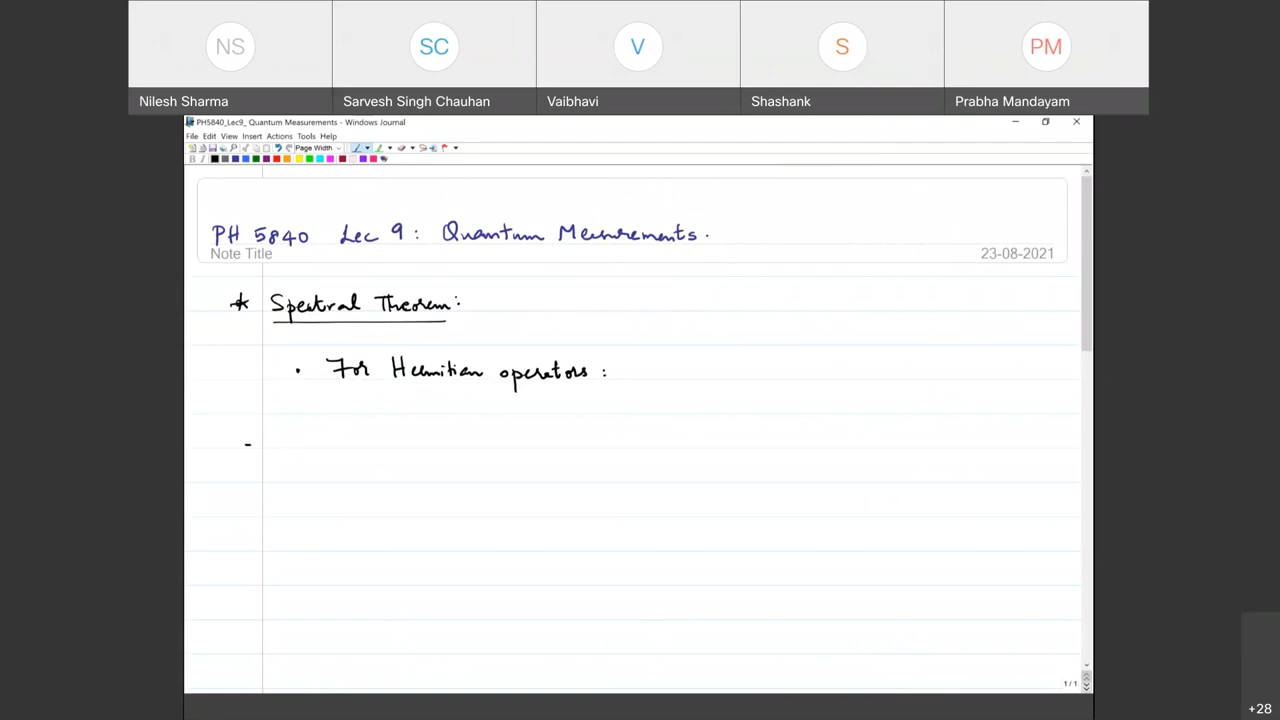 NS SC V S PM
Nilesh Sharma Sarvesh Singh Chauhan Vaibhavi Shashank Prabha Mandayam
PH5840_Lec9_ Quantum Measurements - Windows Journal
File Edit View Insert Actions Tools Help
Page Width
B I
PH 5840 Lec 9: Quantum Measurements.
Note Title 23-08-2021
* Spectral Theorem:
• For Hermitian operators:
-
1 / 1
+28